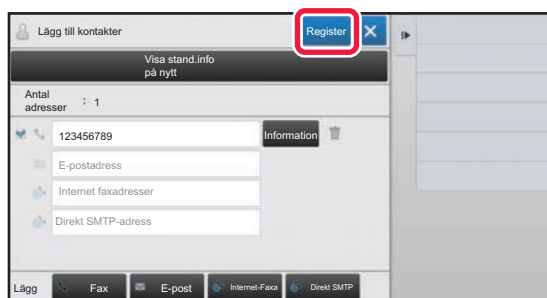 Lägg till kontakter
Register
Visa stand.info
på nytt
Antal
adresser : 1
123456789
Information
E-postadress
Internet faxadresser
Direkt SMTP-adress
Lägg
Fax
E-post
Internet-Faxa
Direkt SMTP